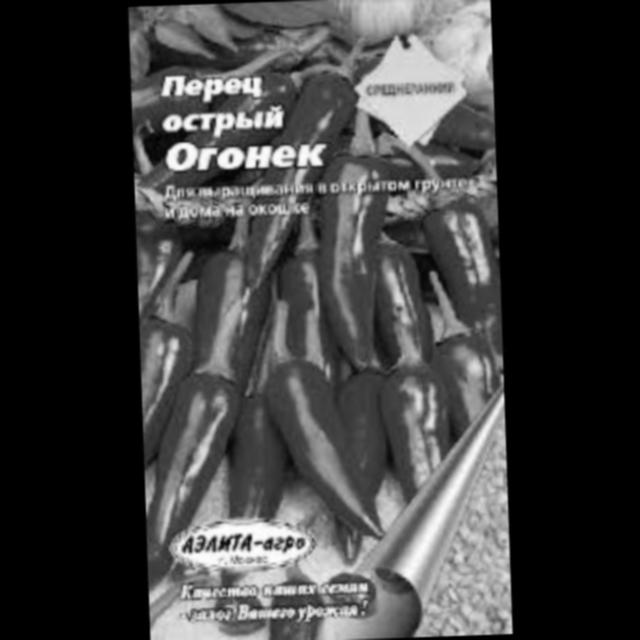 Перец
острый
Огонек
СРЕДНЕРАННИЙ
Для выращивания в открытом грунте
и дома на окошке
АЭЛИТА-агро
г. Москва
Качество наших семян
- залог Вашего урожая!